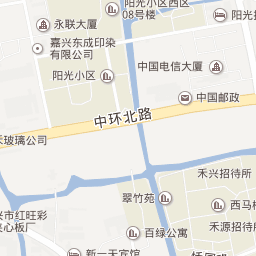 阳光小区西区
08号楼
永联大厦
阳光
嘉兴东成印染
有限公司
阳光小区
中国电信大厦
中国邮政
中环北路
玻璃公司
禾兴招待所
翠竹苑
西马桥
禾源招待所
兴市红旺彩
夹心板厂
百绿公寓
新一天宾馆